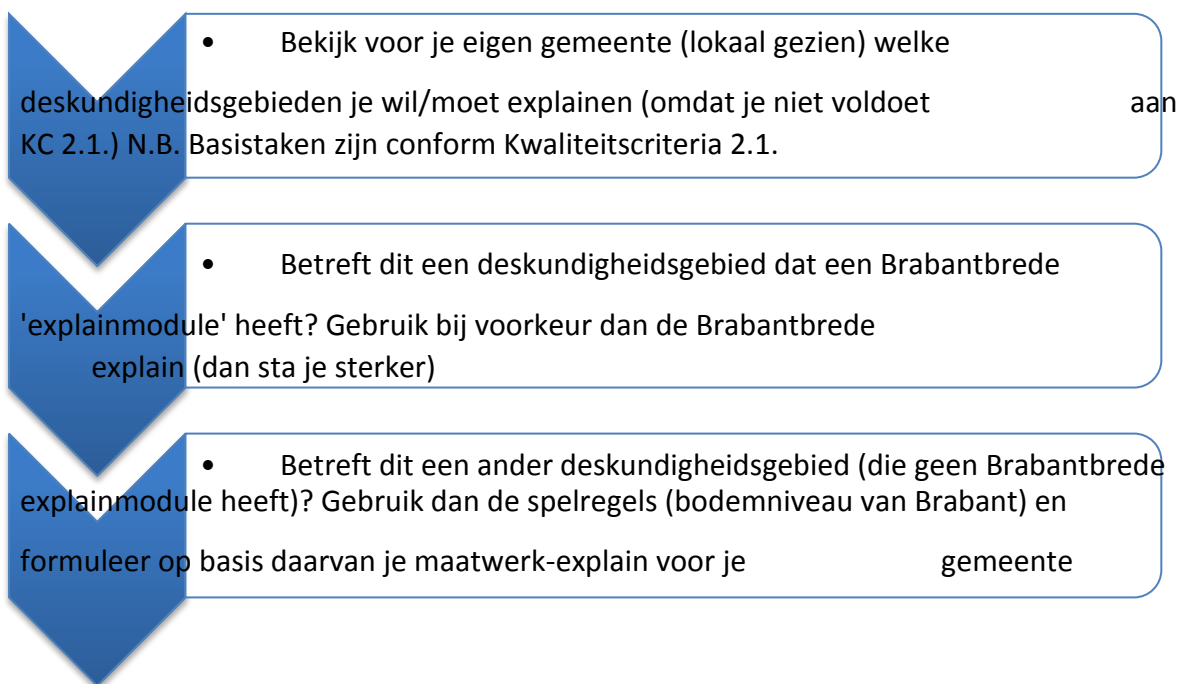 • Bekijk voor je eigen gemeente (lokaal gezien) welke
deskundigheidsgebieden je wil/moet explainen (omdat je niet voldoet aan
KC 2.1.) N.B. Basistaken zijn conform Kwaliteitscriteria 2.1.
• Betreft dit een deskundigheidsgebied dat een Brabantbrede
'explainmodule' heeft? Gebruik bij voorkeur dan de Brabantbrede
explain (dan sta je sterker)
• Betreft dit een ander deskundigheidsgebied (die geen Brabantbrede
explainmodule heeft)? Gebruik dan de spelregels (bodemniveau van Brabant) en
formuleer op basis daarvan je maatwerk-explain voor je gemeente